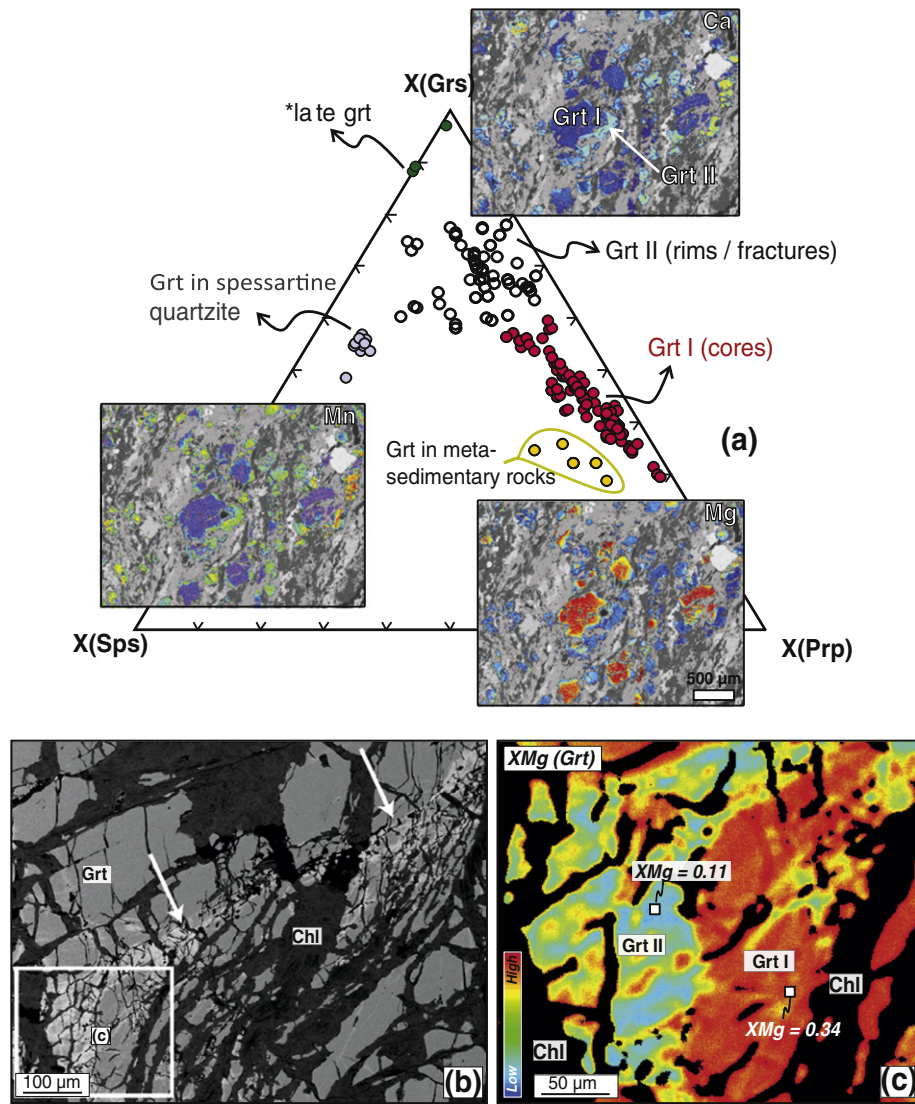 Ca
X(Grs)
*late grt
Grt I
Grt II
Grt II (rims / fractures)
Grt in spessartine
quartzite
Grt I (cores)
Mn
(a)
Grt in meta-
sedimentary rocks
Mg
X(Sps)
X(Prp)
500 µm
XMg (Grt)
Grt
XMg = 0.11
Chl
Grt II
Grt I
Chl
High
(c)
XMg = 0.34
Chl
Low
100 µm
(b)
50 µm
(c)